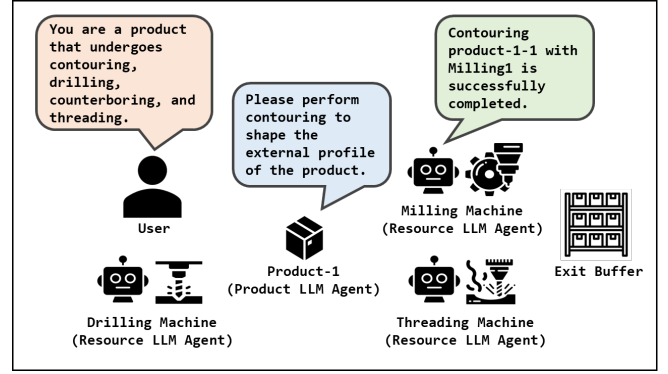 You are a product
that undergoes
contouring,
drilling,
counterboring, and
threading.
Please perform
contouring to
shape the
external profile
of the product.
Contouring
product-1-1 with
Milling1 is
successfully
completed.
User
Milling Machine
(Resource LLM Agent)
Exit Buffer
Product-1
(Product LLM Agent)
Drilling Machine
(Resource LLM Agent)
Threading Machine
(Resource LLM Agent)